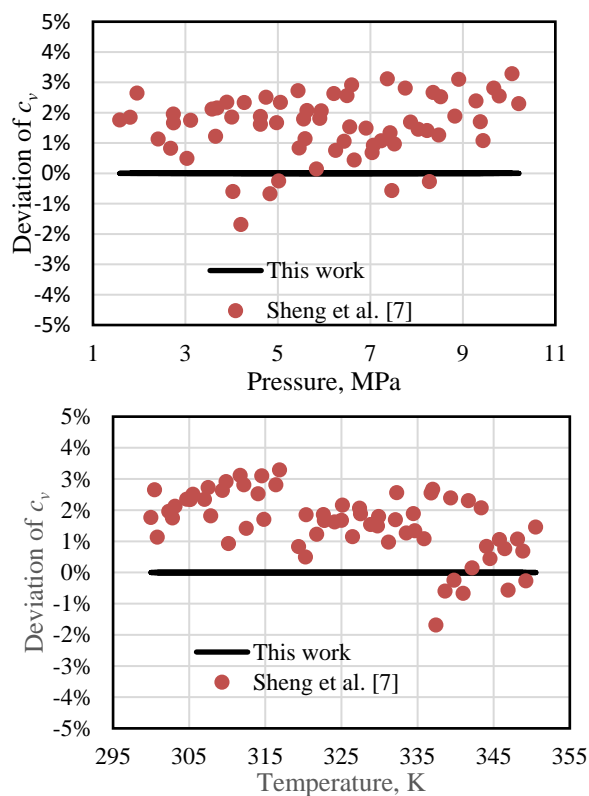 5%
4%
3%
2%
1%
0%
-1%
-2%
-3%
-4%
-5%
Deviation of c_v
This work
Sheng et al. [7]
1 3 5 7 9 11
Pressure, MPa
5%
4%
3%
2%
1%
0%
-1%
-2%
-3%
-4%
-5%
Deviation of c_v
This work
Sheng et al. [7]
295 305 315 325 335 345 355
Temperature, K